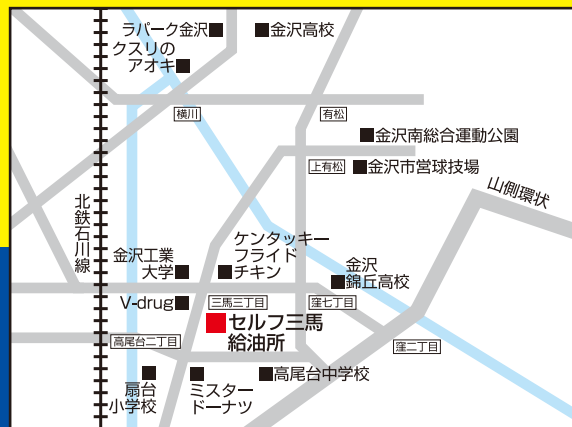 ラパーク金沢
金沢高校
クスリの
アオキ
横川
有松
金沢南総合運動公園
上有松
金沢市営球技場
山側環状
北鉄石川線
金沢工業
大学
ケンタッキー
フライド
チキン
金沢
錦丘高校
V-drug
三馬三丁目
窪七丁目
セルフ三馬
給油所
高尾台二丁目
窪二丁目
扇台
小学校
ミスター
ドーナツ
高尾台中学校